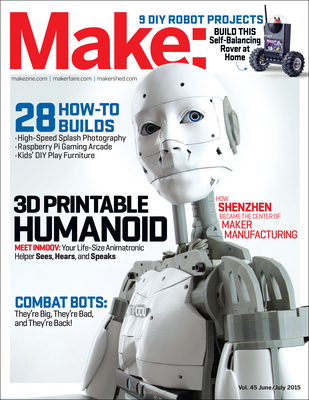 9 DIY ROBOT PROJECTS
Make:
BUILD THIS
Self-Balancing
Rover at
Home
makezine.com | makerfaire.com | makershed.com
28 HOW-TO
BUILDS
· High-Speed Splash Photography
· Raspberry Pi Gaming Arcade
· Kids' DIY Play Furniture
3D PRINTABLE
HUMANOID
MEET INMOOV: Your Life-Size Animatronic
Helper Sees, Hears, and Speaks
HOW
SHENZHEN
BECAME THE CENTER OF
MAKER
MANUFACTURING
COMBAT BOTS:
They're Big, They're Bad,
and They're Back!
Vol. 45 June/July 2015